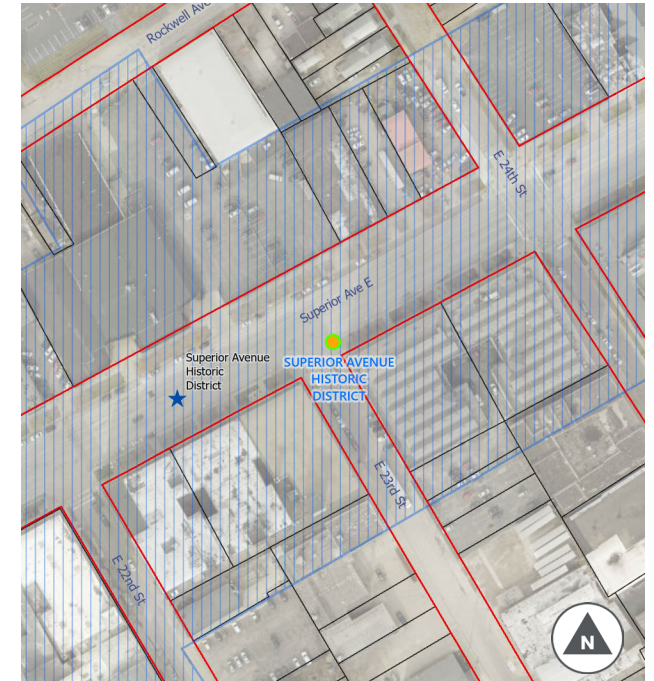 Rockwell Ave
E 24th St
Superior Ave E
Superior Avenue
Historic
District
SUPERIOR AVENUE
HISTORIC
DISTRICT
E 23rd St
E 22nd St
N